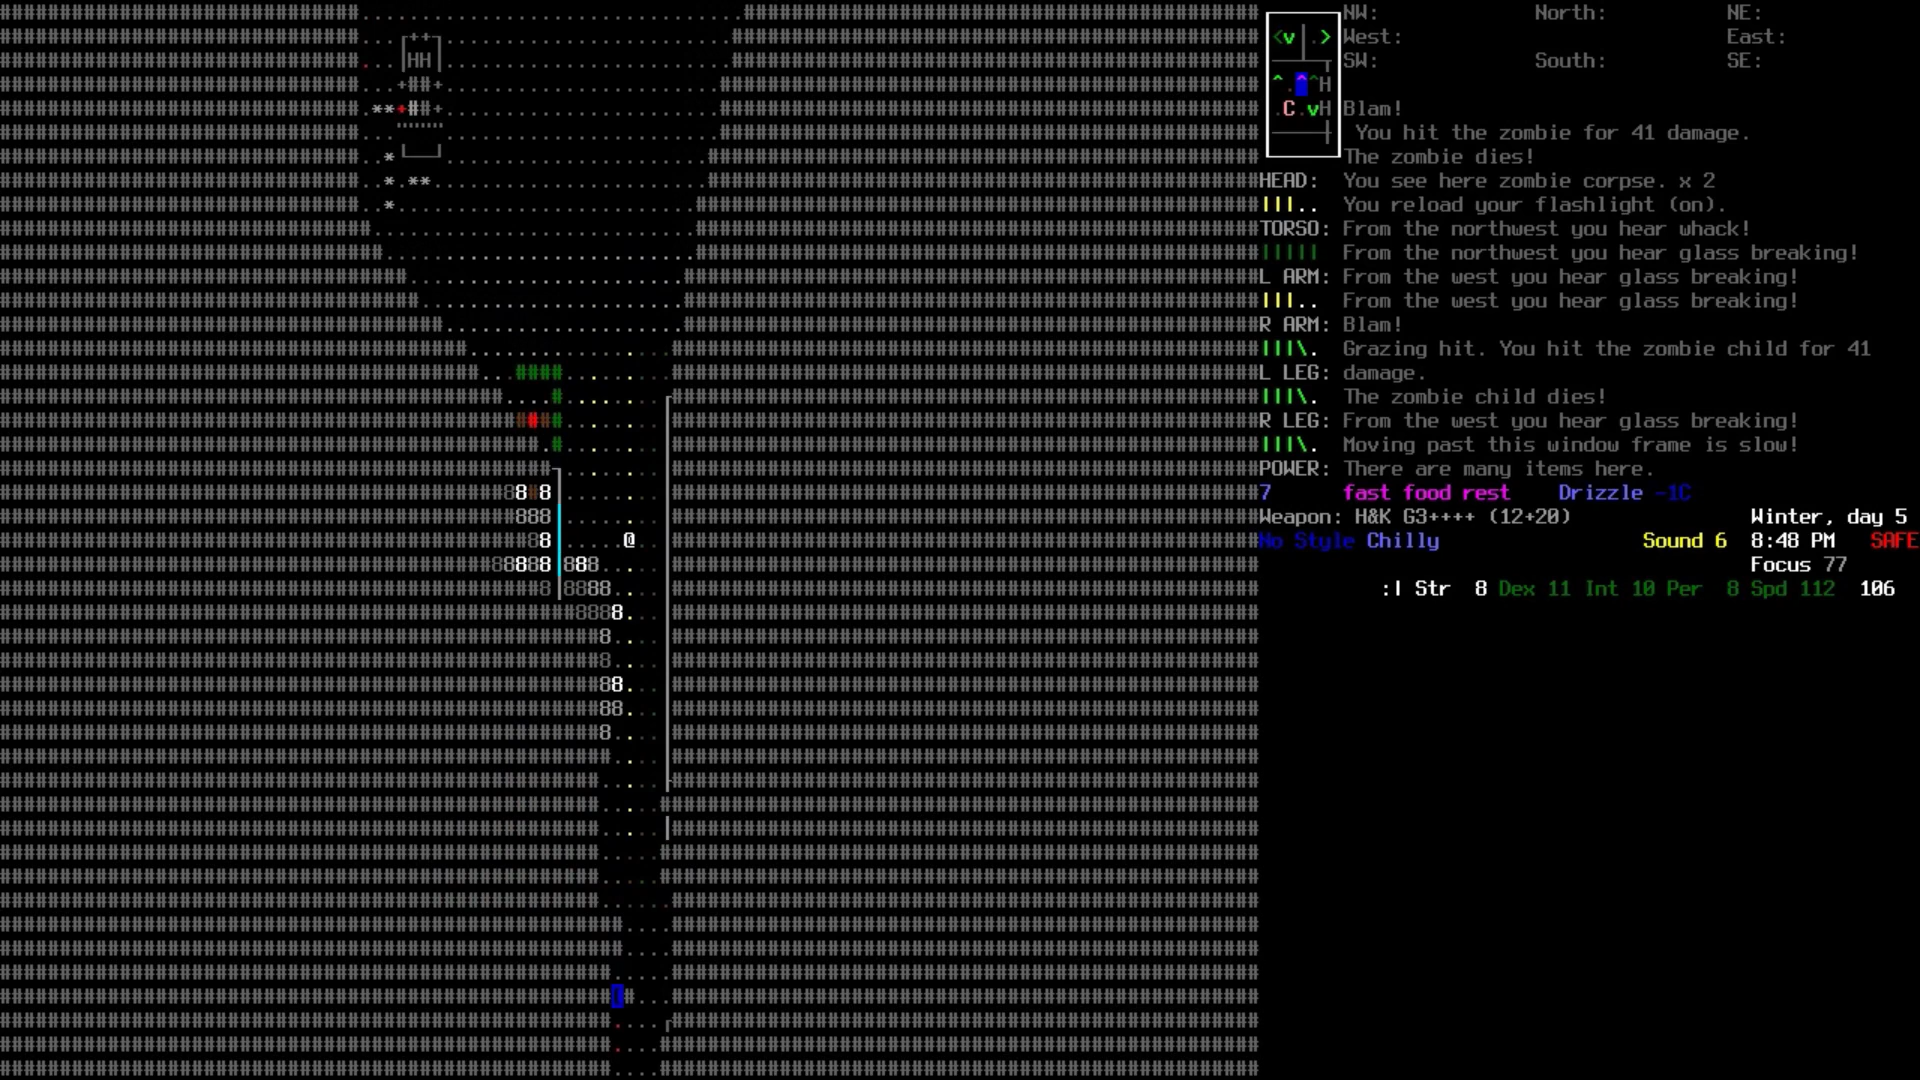 NW: North: NE:
West: East:
SW: South: SE:
Blam!
You hit the zombie for 41 damage.
The zombie dies!
HEAD: You see here zombie corpse. x 2
You reload your flashlight (on).
TORSO: From the northwest you hear whack!
From the northwest you hear glass breaking!
L ARM: From the west you hear glass breaking!
From the west you hear glass breaking!
R ARM: Blam!
Grazing hit. You hit the zombie child for 41
L LEG: damage.
The zombie child dies!
R LEG: From the west you hear glass breaking!
Moving past this window frame is slow!
POWER: There are many items here.
7 fast food rest Drizzle -1C
Weapon: H&K G3++++ (12+20) Winter, day 5
No Style Chilly Sound 6 8:48 PM SAFE
Focus 77
:| Str 8 Dex 11 Int 10 Per 8 Spd 112 106